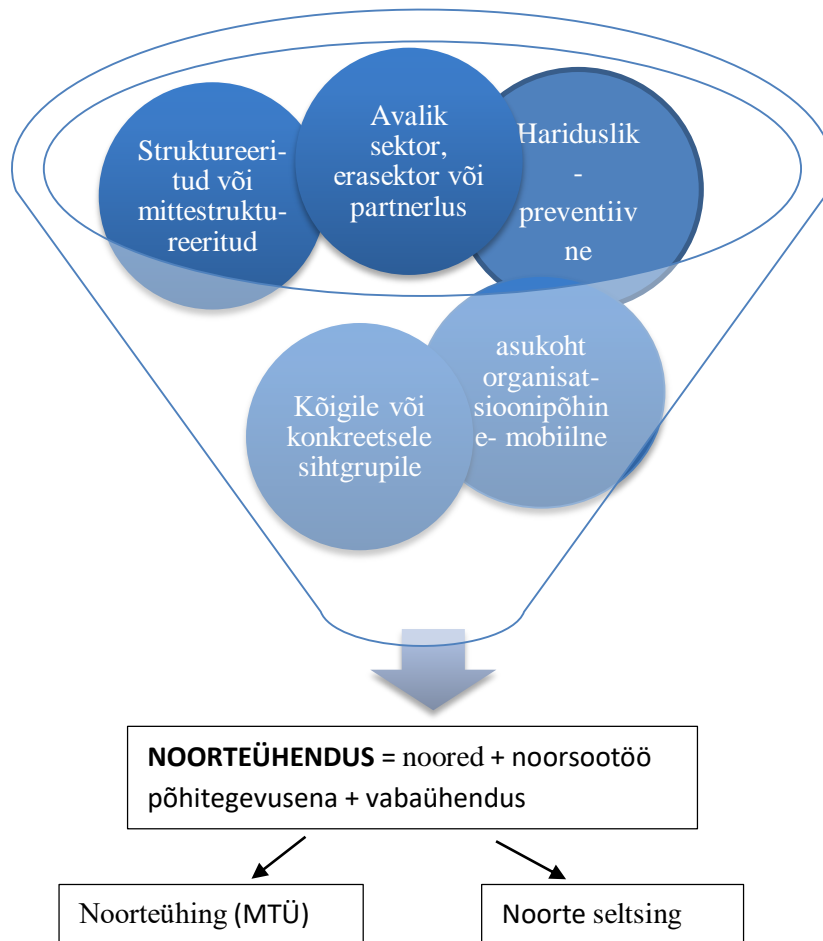 Struktureeri-
tud või
mittestruktu-
reeritud
Avalik
sektor,
erasektor või
partnerlus
Hariduslik
-
preventiiv
ne
Kõigile või
konkreetsele
sihtgrupile
asukoht
organisat-
sioonipõhin
e- mobiilne
NOORTEÜHENDUS = noored + noorsootöö
põhitegevusena + vabaühendus
Noorteühing (MTÜ)
Noorte seltsing